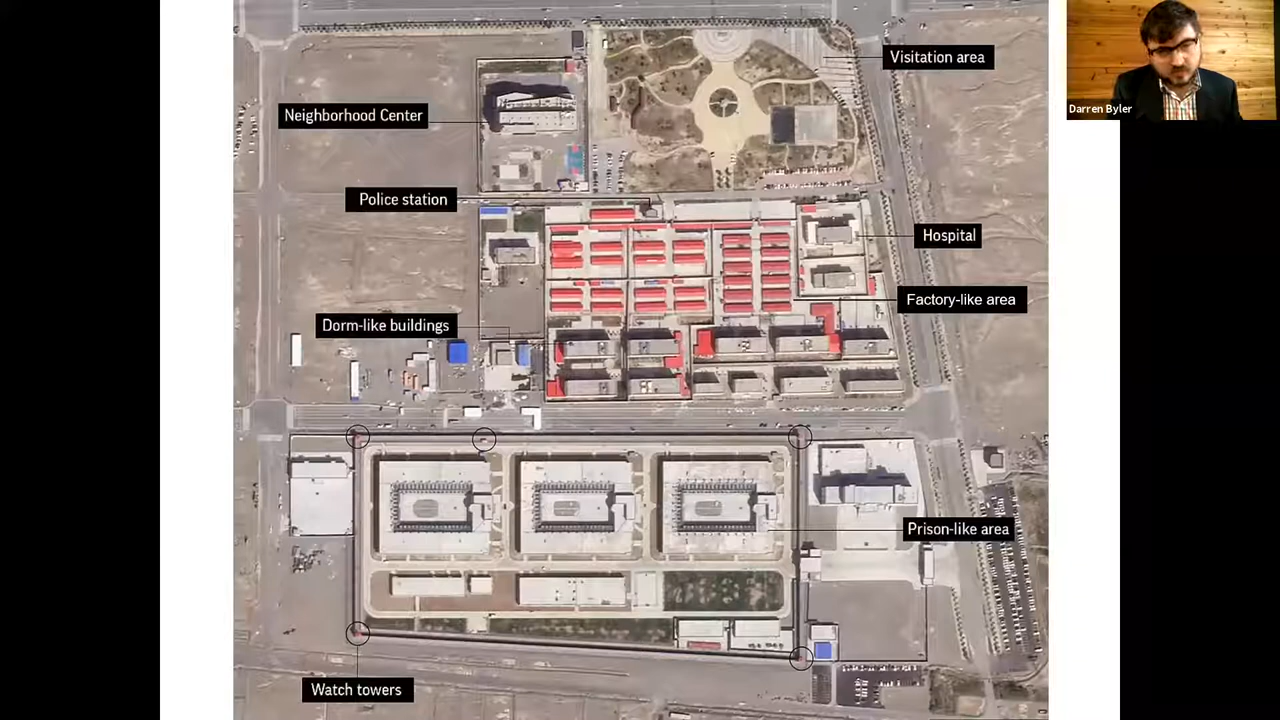 Visitation area
Darren Byler
Neighborhood Center
Police station
Hospital
Factory-like area
Dorm-like buildings
Prison-like area
Watch towers